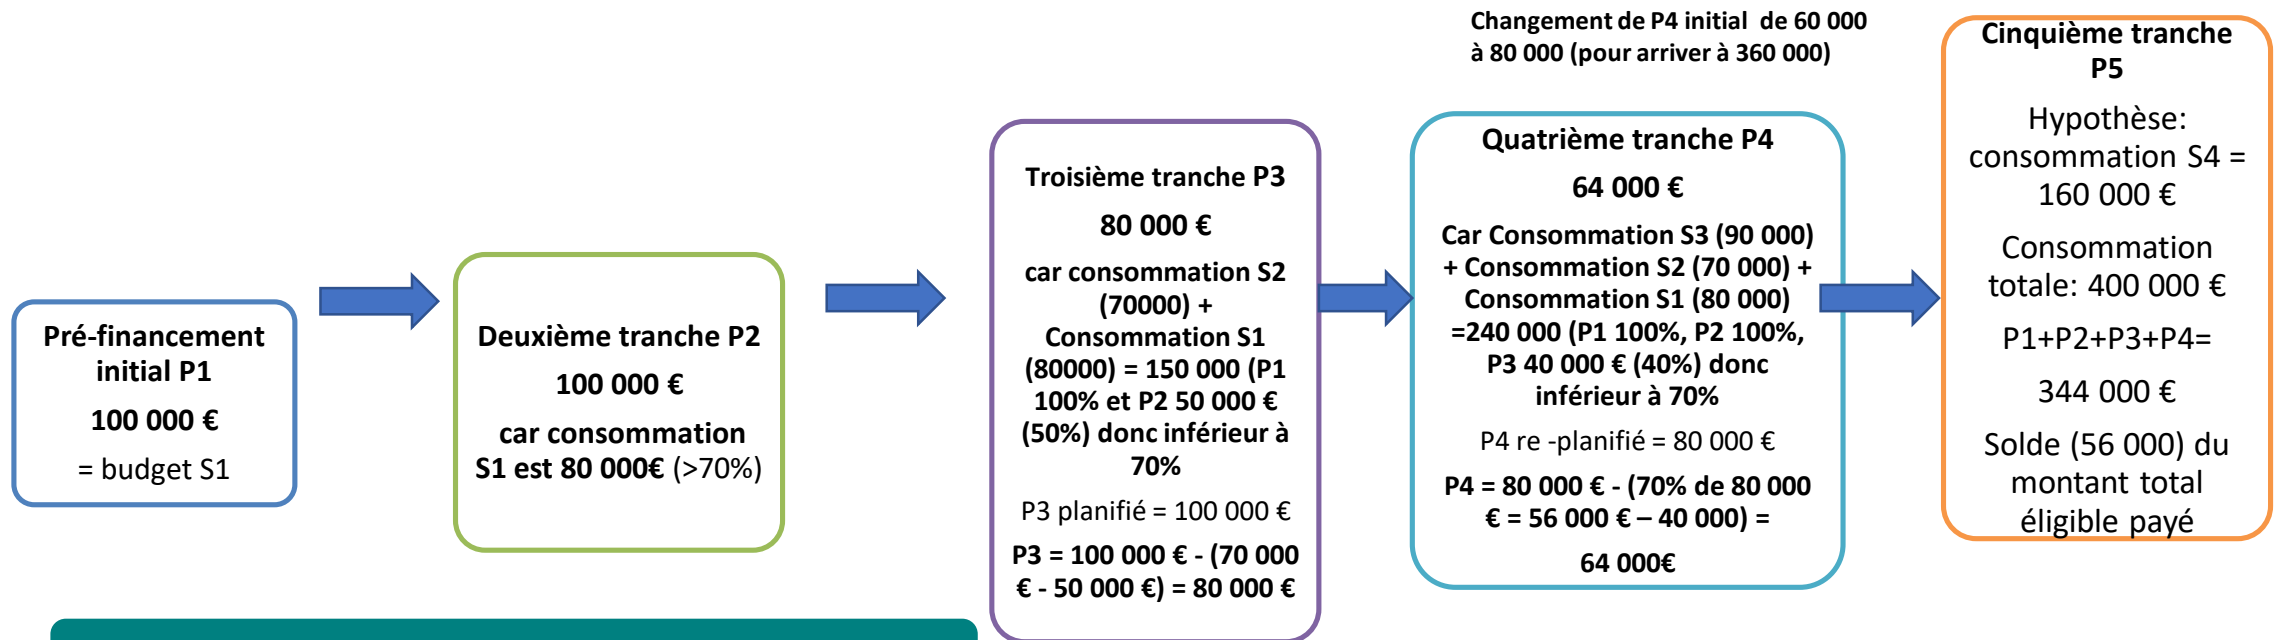 Pré-financement
initial P1
100 000 €
= budget S1
Deuxième tranche P2
100 000 €
car consommation
S1 est 80 000€ (>70%)
Troisième tranche P3
80 000 €
car consommation S2
(70000) +
Consommation S1
(80000) = 150 000 (P1
100% et P2 50 000 €
(50%) donc inférieur à
70%
P3 planifié = 100 000 €
P3 = 100 000 € - (70 000
€ - 50 000 €) = 80 000 €
Changement de P4 initial de 60 000
à 80 000 (pour arriver à 360 000)
Quatrième tranche P4
64 000 €
Car Consommation S3 (90 000)
+ Consommation S2 (70 000) +
Consommation S1 (80 000)
=240 000 (P1 100%, P2 100%,
P3 40 000 € (40%) donc
inférieur à 70%
P4 re -planifié = 80 000 €
P4 = 80 000 € - (70% de 80 000
€ = 56 000 € – 40 000) =
64 000€
Cinquième tranche
P5
Hypothèse:
consommation S4 =
160 000 €
Consommation
totale: 400 000 €
P1+P2+P3+P4=
344 000 €
Solde (56 000) du
montant total
éligible payé